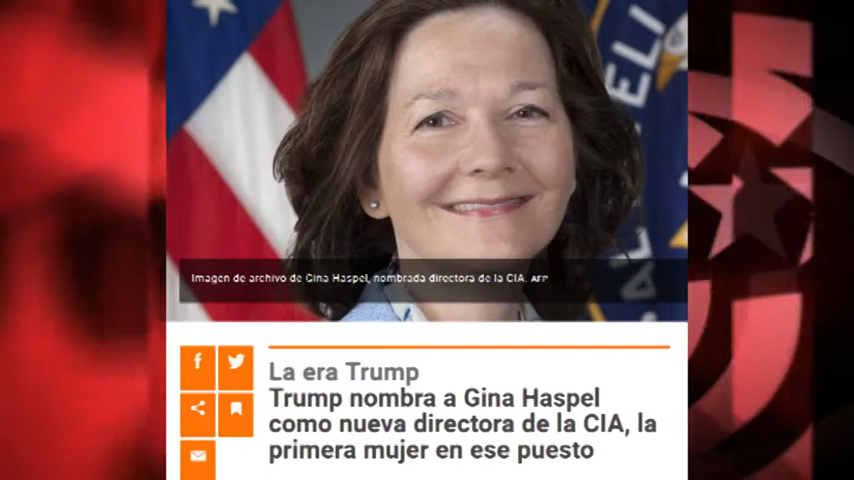 Imagen de archivo de Gina Haspel, nombrada directora de la CIA. AFP
La era Trump
Trump nombra a Gina Haspel
como nueva directora de la CIA, la
primera mujer en ese puesto